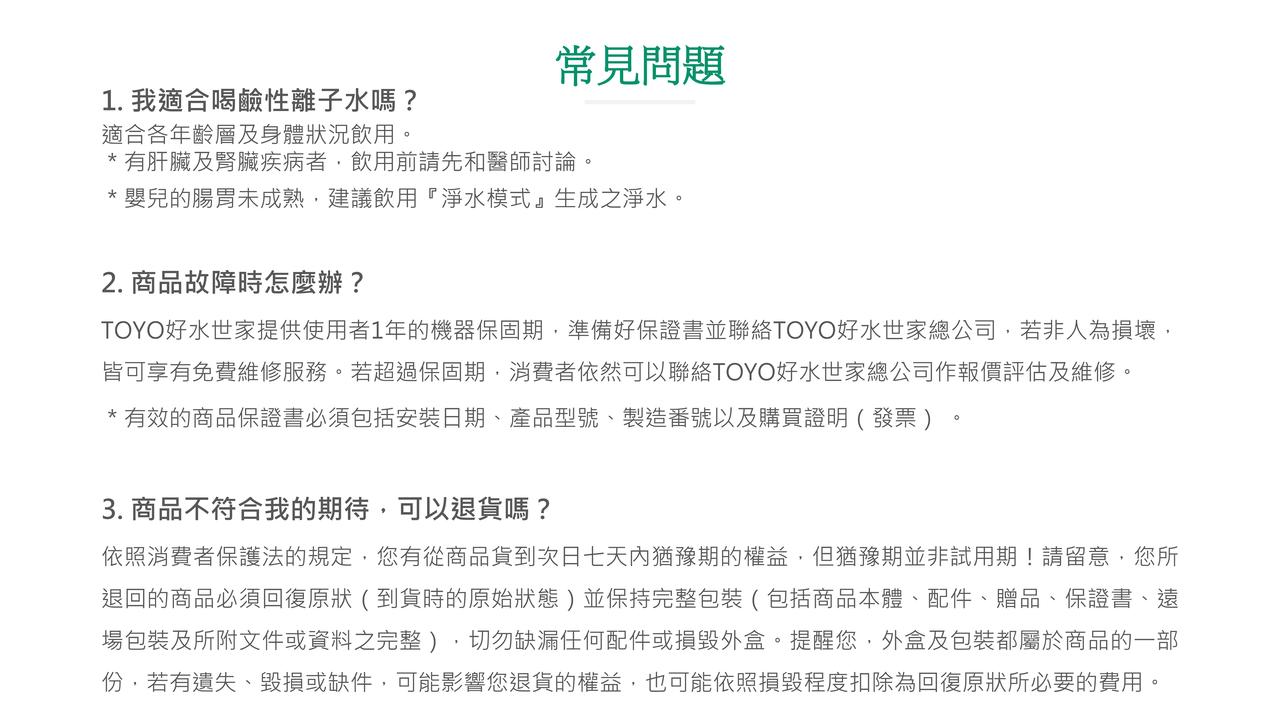 常見問題
1. 我適合喝鹼性離子水嗎？
適合各年齡層及身體狀況飲用。
＊有肝臟及腎臟疾病者，飲用前請先和醫師討論。
＊嬰兒的腸胃未成熟，建議飲用『淨水模式』生成之淨水。
2. 商品故障時怎麼辦？
TOYO好水世家提供使用者1年的機器保固期，準備好保證書並聯絡TOYO好水世家總公司，若非人為損壞，
皆可享有免費維修服務。若超過保固期，消費者依然可以聯絡TOYO好水世家總公司作報價評估及維修。
＊有效的商品保證書必須包括安裝日期、產品型號、製造番號以及購買證明（發票）。
3. 商品不符合我的期待，可以退貨嗎？
依照消費者保護法的規定，您有從商品貨到次日七天內猶豫期的權益，但猶豫期並非試用期！請留意，您所
退回的商品必須回復原狀（到貨時的原始狀態）並保持完整包裝（包括商品本體、配件、贈品、保證書、遠
場包裝及所附文件或資料之完整），切勿缺漏任何配件或損毀外盒。提醒您，外盒及包裝都屬於商品的一部
份，若有遺失、毀損或缺件，可能影響您退貨的權益，也可能依照損毀程度扣除為回復原狀所必要的費用。